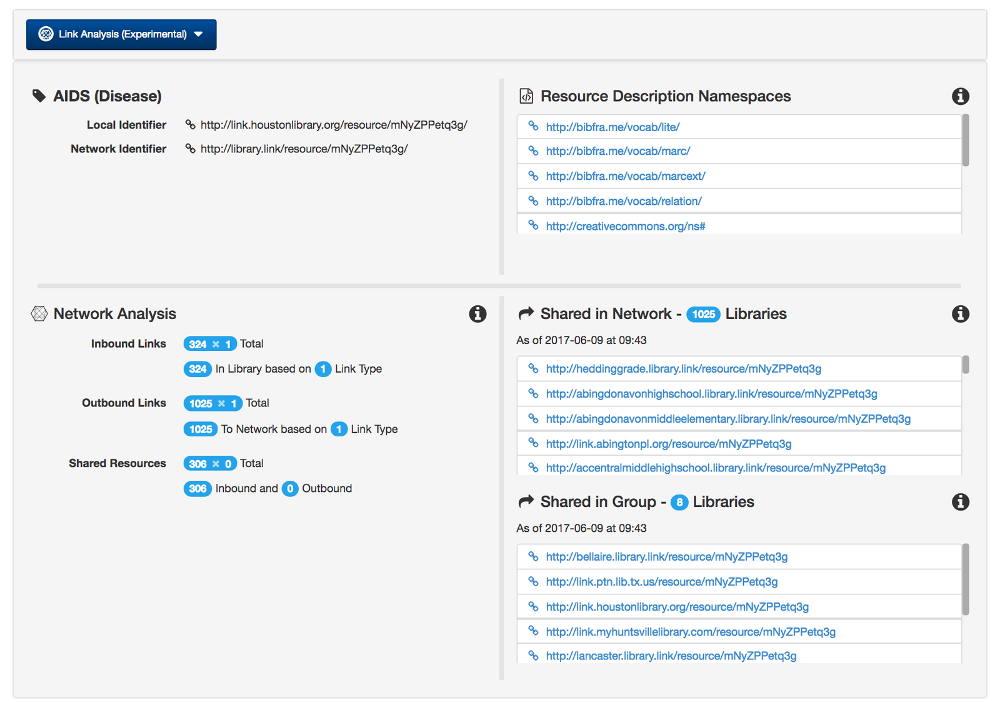 Link Analysis (Experimental)
AIDS (Disease)
Local Identifier http://link.houstonlibrary.org/resource/mNyZPPetq3g/
Network Identifier http://library.link/resource/mNyZPPetq3g/
Resource Description Namespaces
http://bibfra.me/vocab/lite/
http://bibfra.me/vocab/marc/
http://bibfra.me/vocab/marcext/
http://bibfra.me/vocab/relation/
http://creativecommons.org/ns#
Network Analysis
Inbound Links 324 × 1 Total
324 In Library based on 1 Link Type
Outbound Links 1025 × 1 Total
1025 To Network based on 1 Link Type
Shared Resources 306 × 0 Total
306 Inbound and 0 Outbound
Shared in Network - 1025 Libraries
As of 2017-06-09 at 09:43
http://heddinggrade.library.link/resource/mNyZPPetq3g
http://abingdonavonhighschool.library.link/resource/mNyZPPetq3g
http://abingdonavonmiddleelementary.library.link/resource/mNyZPPetq3g
http://link.abingtonpl.org/resource/mNyZPPetq3g
http://accentralmiddlehighschool.library.link/resource/mNyZPPetq3g
Shared in Group - 8 Libraries
As of 2017-06-09 at 09:43
http://bellaire.library.link/resource/mNyZPPetq3g
http://link.ptn.lib.tx.us/resource/mNyZPPetq3g
http://link.houstonlibrary.org/resource/mNyZPPetq3g
http://link.myhuntsvillelibrary.com/resource/mNyZPPetq3g
http://lancaster.library.link/resource/mNyZPPetq3g